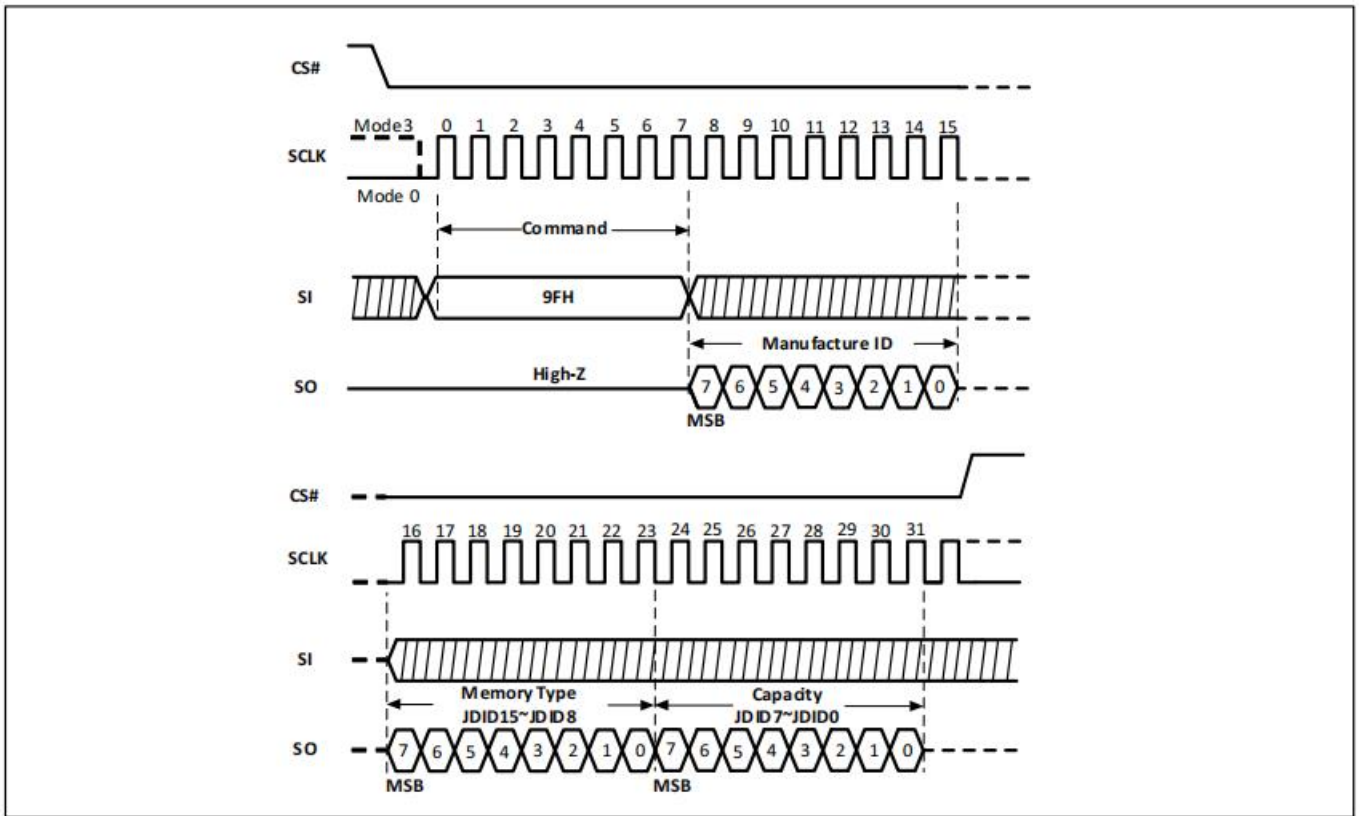 CS#
Mode3 0 1 2 3 4 5 6 7 8 9 10 11 12 13 14 15
SCLK
Mode 0
Command
SI 9FH
Manufacture ID
SO High-Z 7 6 5 4 3 2 1 0
MSB
CS#
16 17 18 19 20 21 22 23 24 25 26 27 28 29 30 31
SCLK
SI
Memory Type Capacity
JDID15~JDID8 JDID7~JDID0
SO 7 6 5 4 3 2 1 0 7 6 5 4 3 2 1 0
MSB MSB